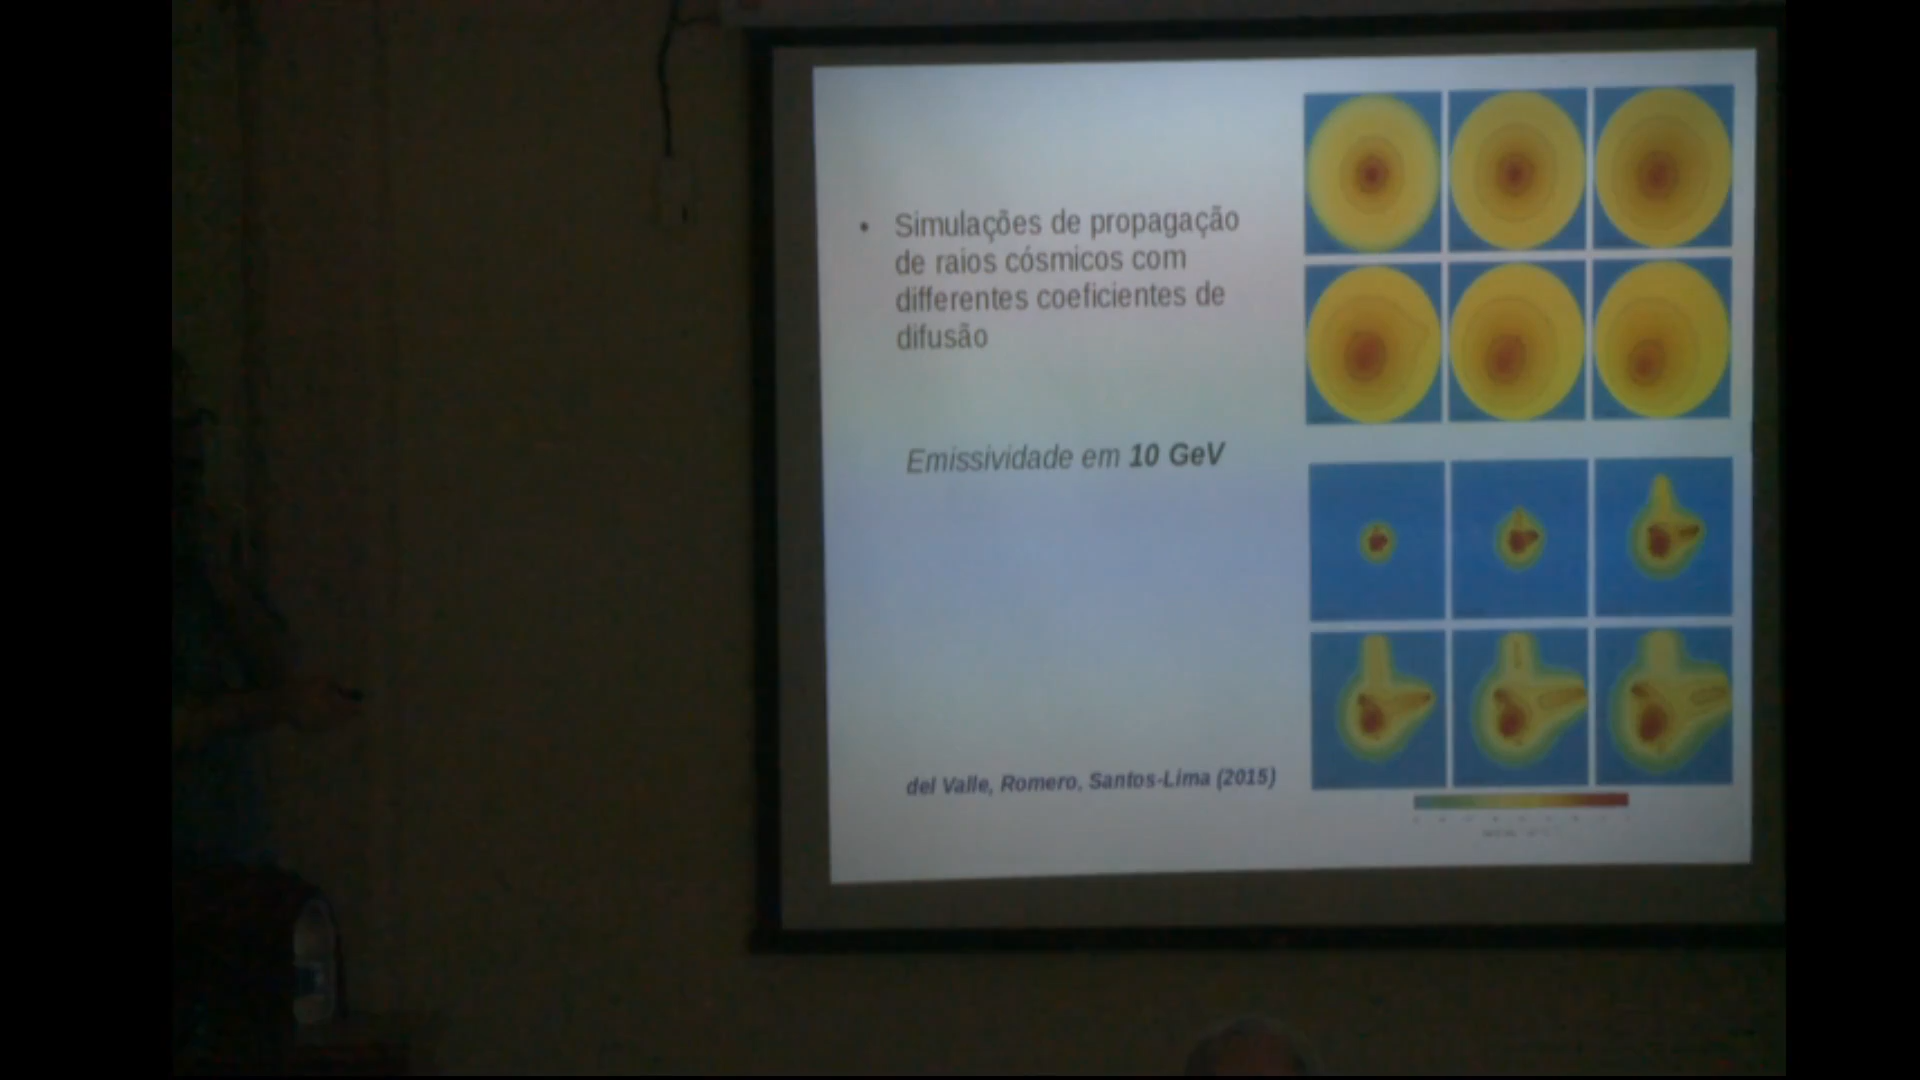 • Simulações de propagação
de raios cósmicos com
differentes coeficientes de
difusão
Emissividade em 10 GeV
del Valle, Romero, Santos-Lima (2015)